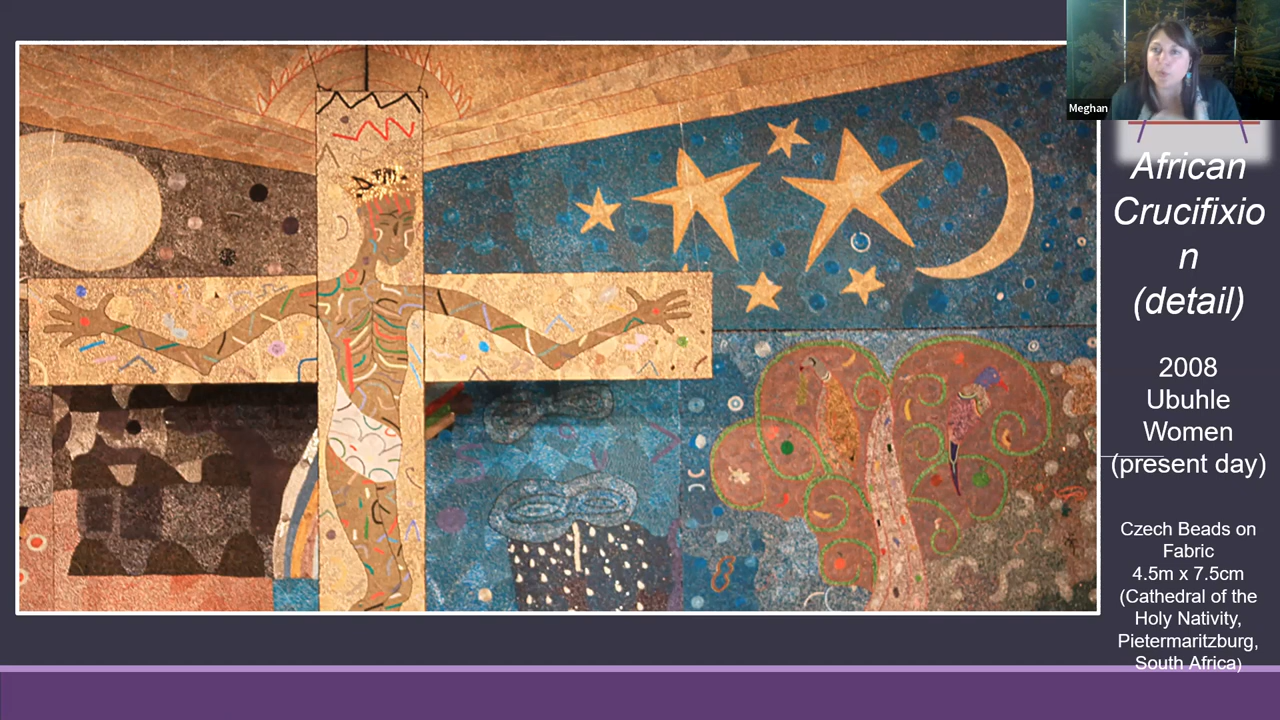 Meghan
African
Crucifixio
n
(detail)
2008
Ubuhle
Women
(present day)
Czech Beads on
Fabric
4.5m x 7.5cm
(Cathedral of the
Holy Nativity,
Pietermaritzburg,
South Africa)